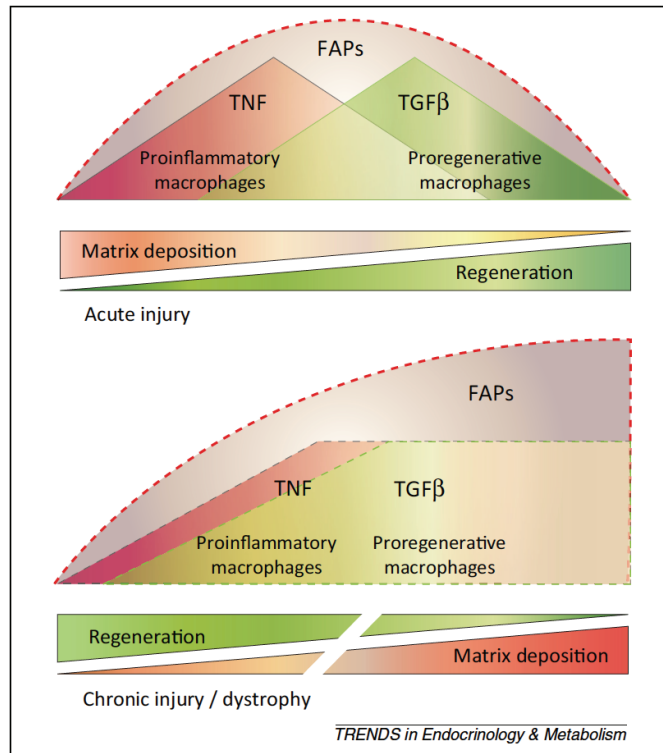 FAPs
TNF
TGFβ
Proinflammatory
macrophages
Proregenerative
macrophages
Matrix deposition
Regeneration
Acute injury
FAPs
TNF
TGFβ
Proinflammatory
macrophages
Proregenerative
macrophages
Regeneration
Matrix deposition
Chronic injury / dystrophy
TRENDS in Endocrinology & Metabolism